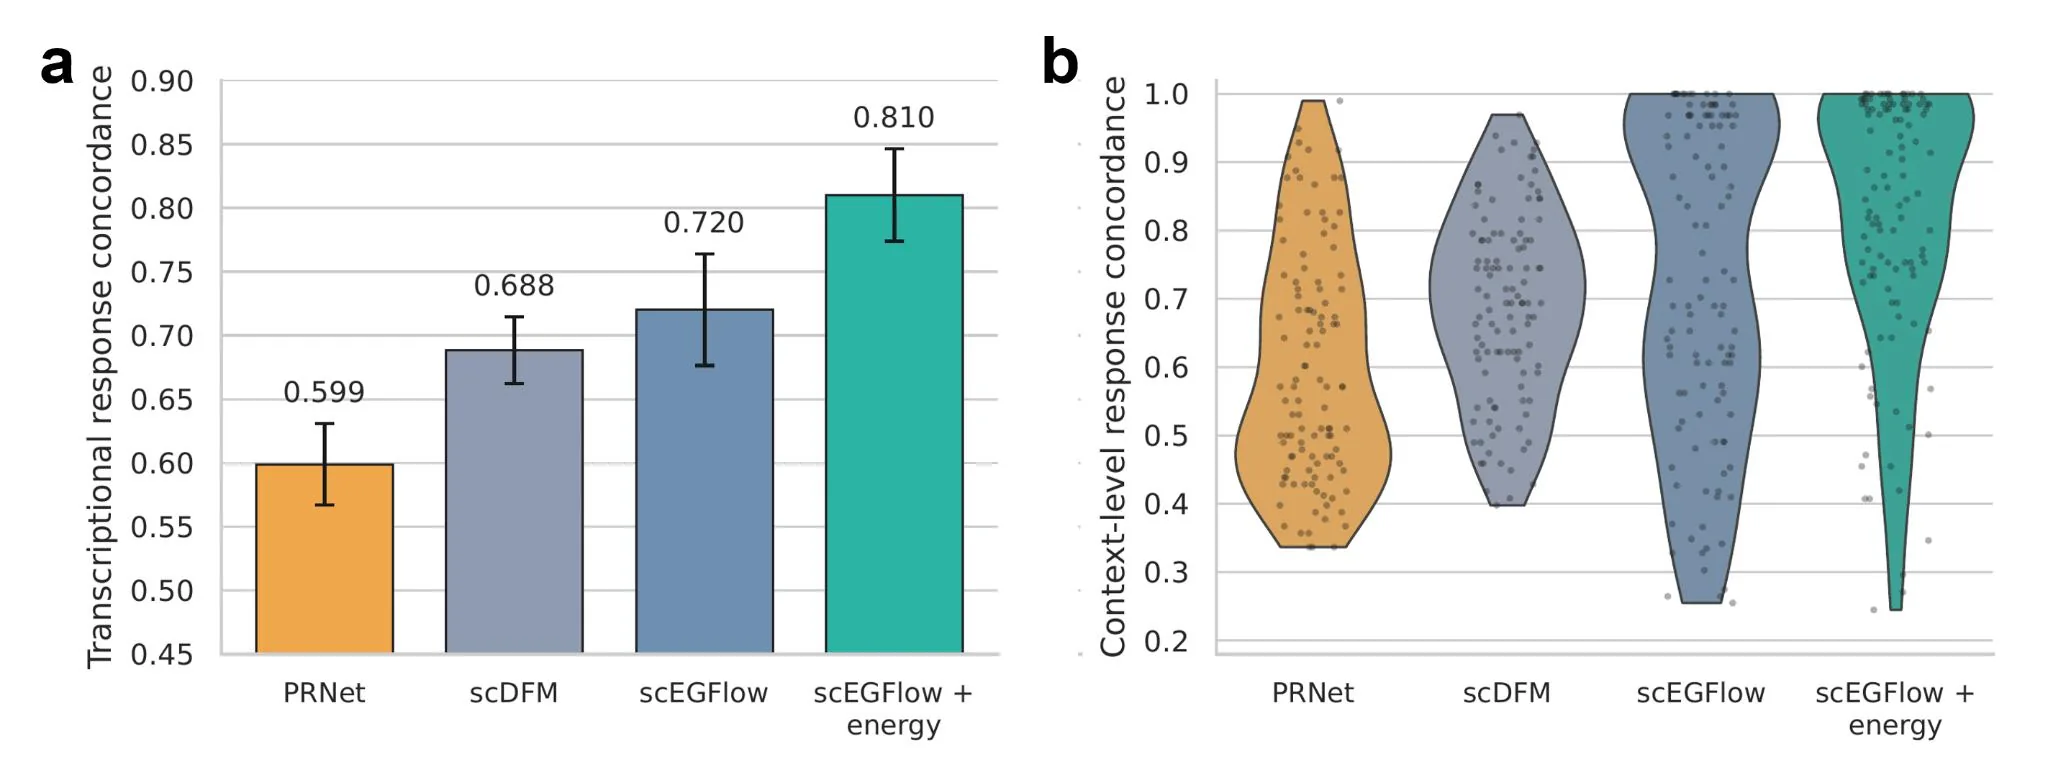 a
Transcriptional response concordance
0.90
0.85
0.80
0.75
0.70
0.65
0.60
0.55
0.50
0.45
0.599
0.688
0.720
0.810
PRNet
scDFM
scEGFlow
scEGFlow +
energy
b
Context-level response concordance
1.0
0.9
0.8
0.7
0.6
0.5
0.4
0.3
0.2
PRNet
scDFM
scEGFlow
scEGFlow +
energy